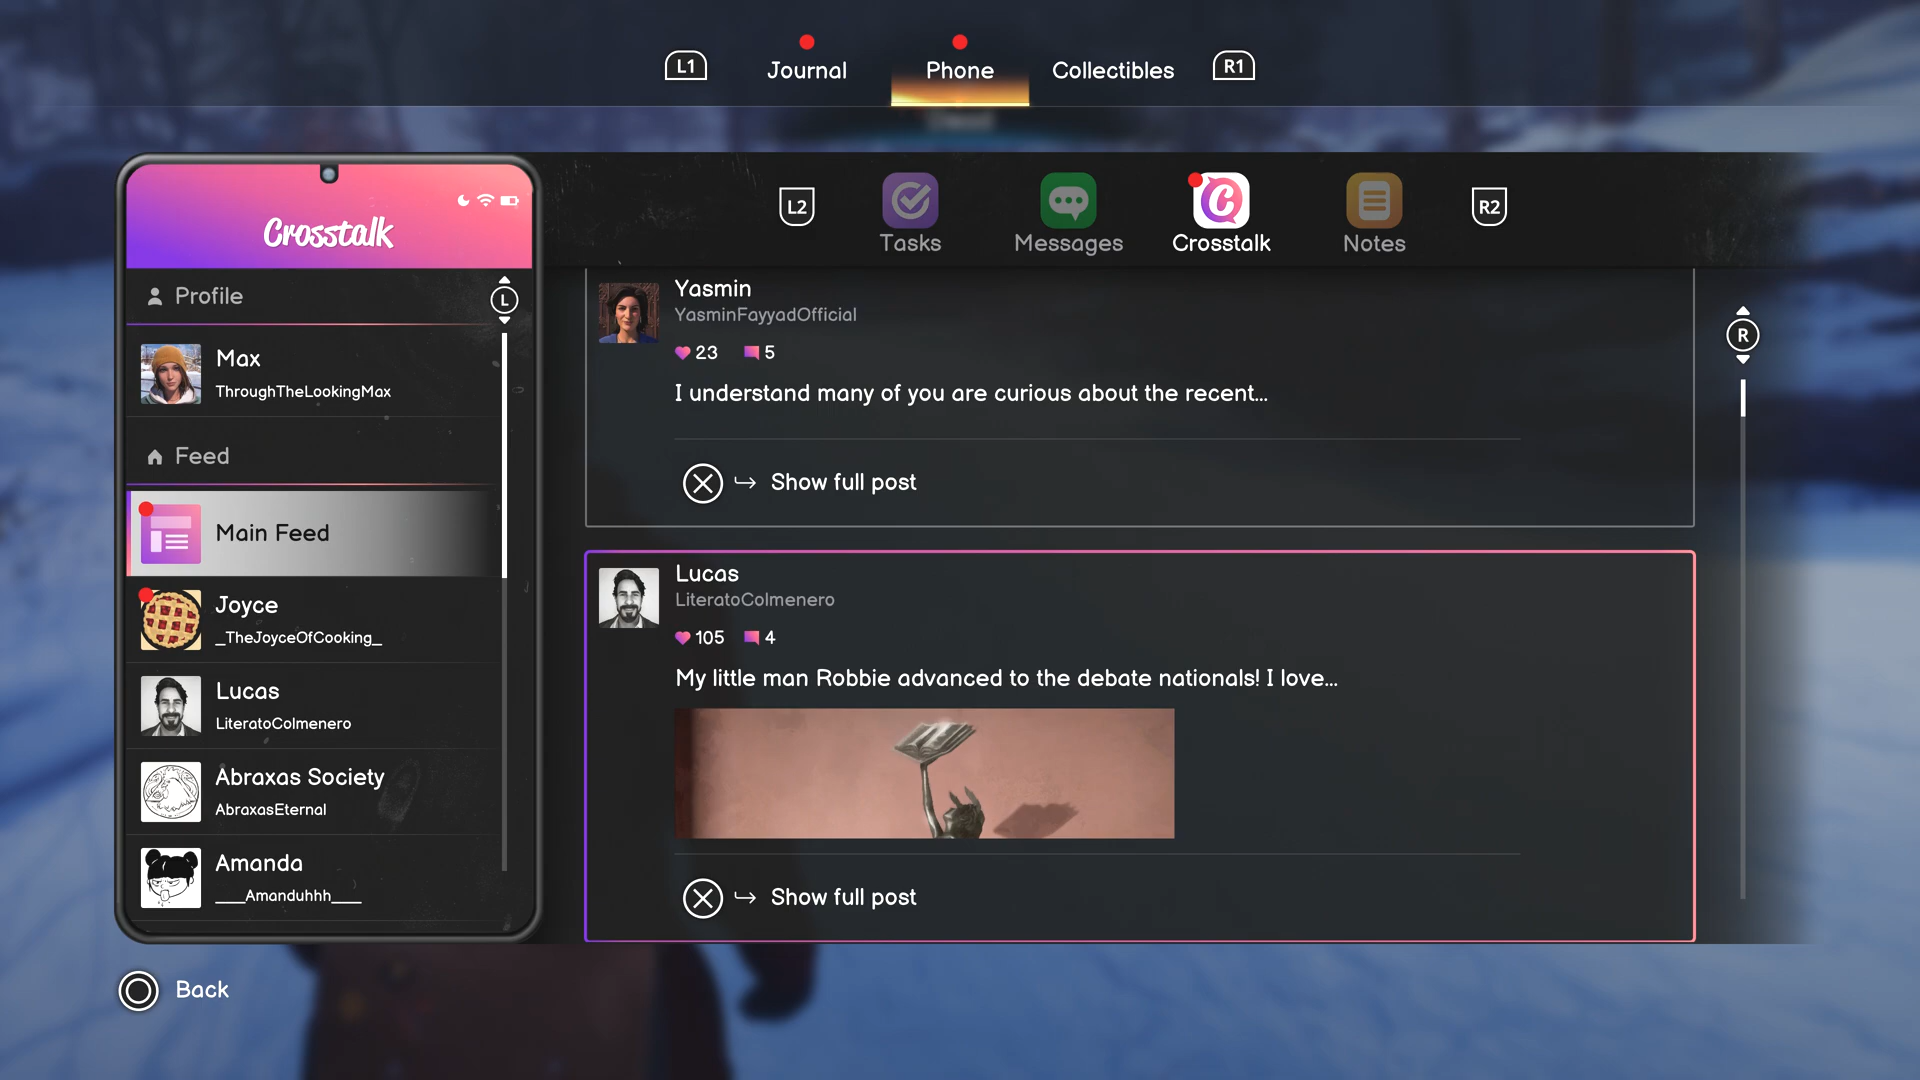 L1
Journal
Phone
Collectibles
R1
Crosstalk
L2
Tasks
Messages
Crosstalk
Notes
R2
Profile
L
Max
ThroughTheLookingMax
Feed
Main Feed
Joyce
_TheJoyceOfCooking_
Lucas
LiteratoColmenero
Abraxas Society
AbraxasEternal
Amanda
____Amanduhhh____
Yasmin
YasminFayyadOfficial
23 5
I understand many of you are curious about the recent...
Show full post
R
Lucas
LiteratoColmenero
105 4
My little man Robbie advanced to the debate nationals! I love...
Show full post
Back